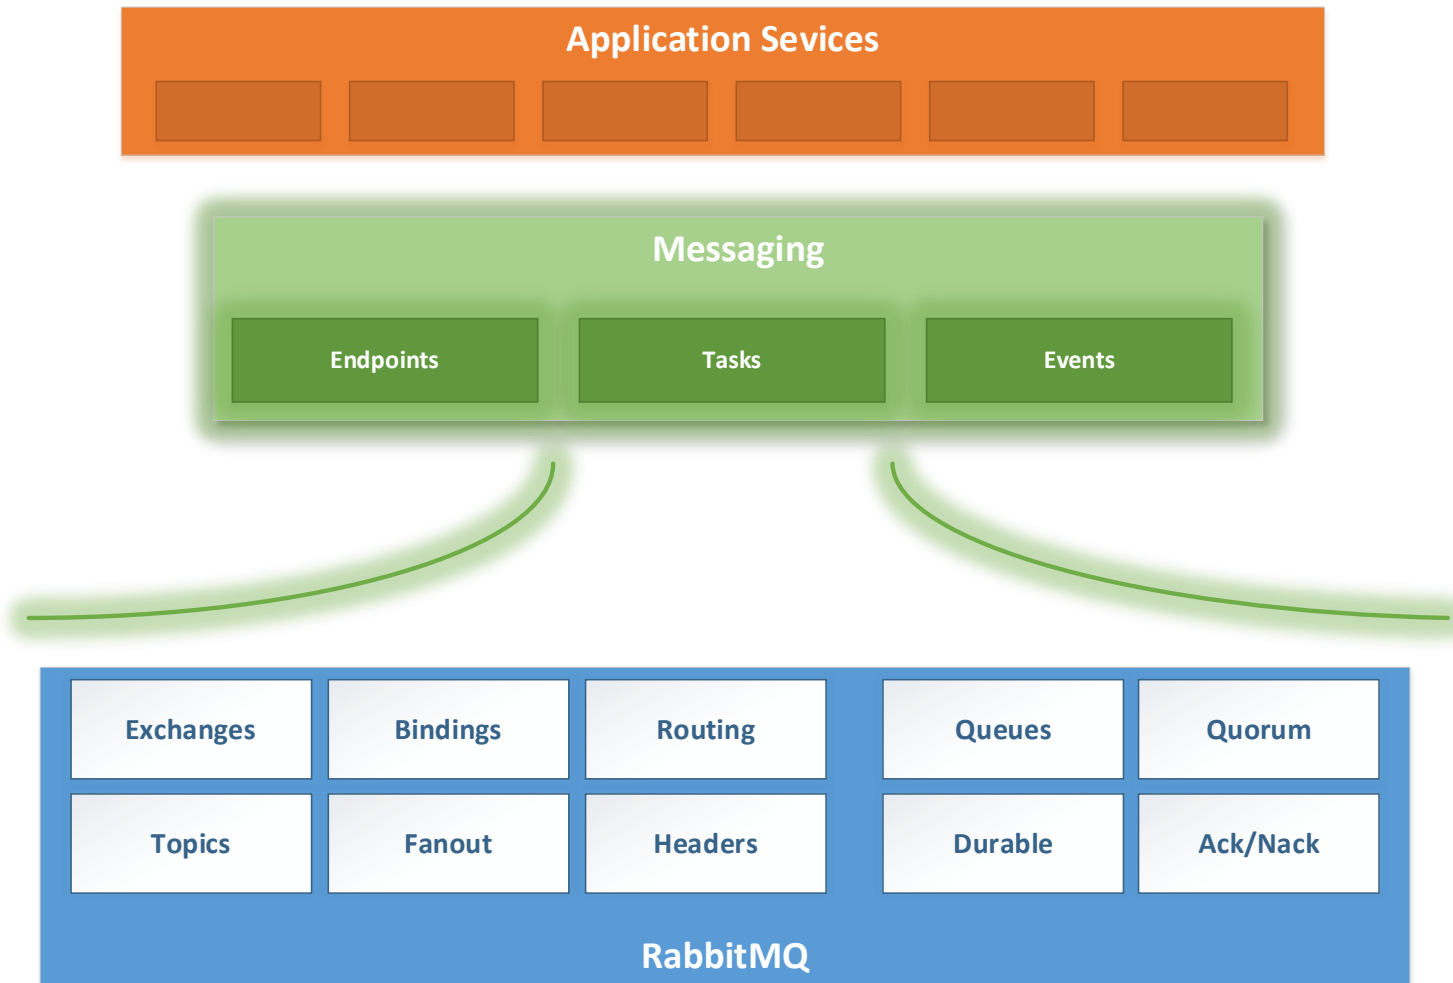 Application Sevices
Messaging
Endpoints
Tasks
Events
Exchanges
Bindings
Routing
Queues
Quorum
Topics
Fanout
Headers
Durable
Ack/Nack
RabbitMQ